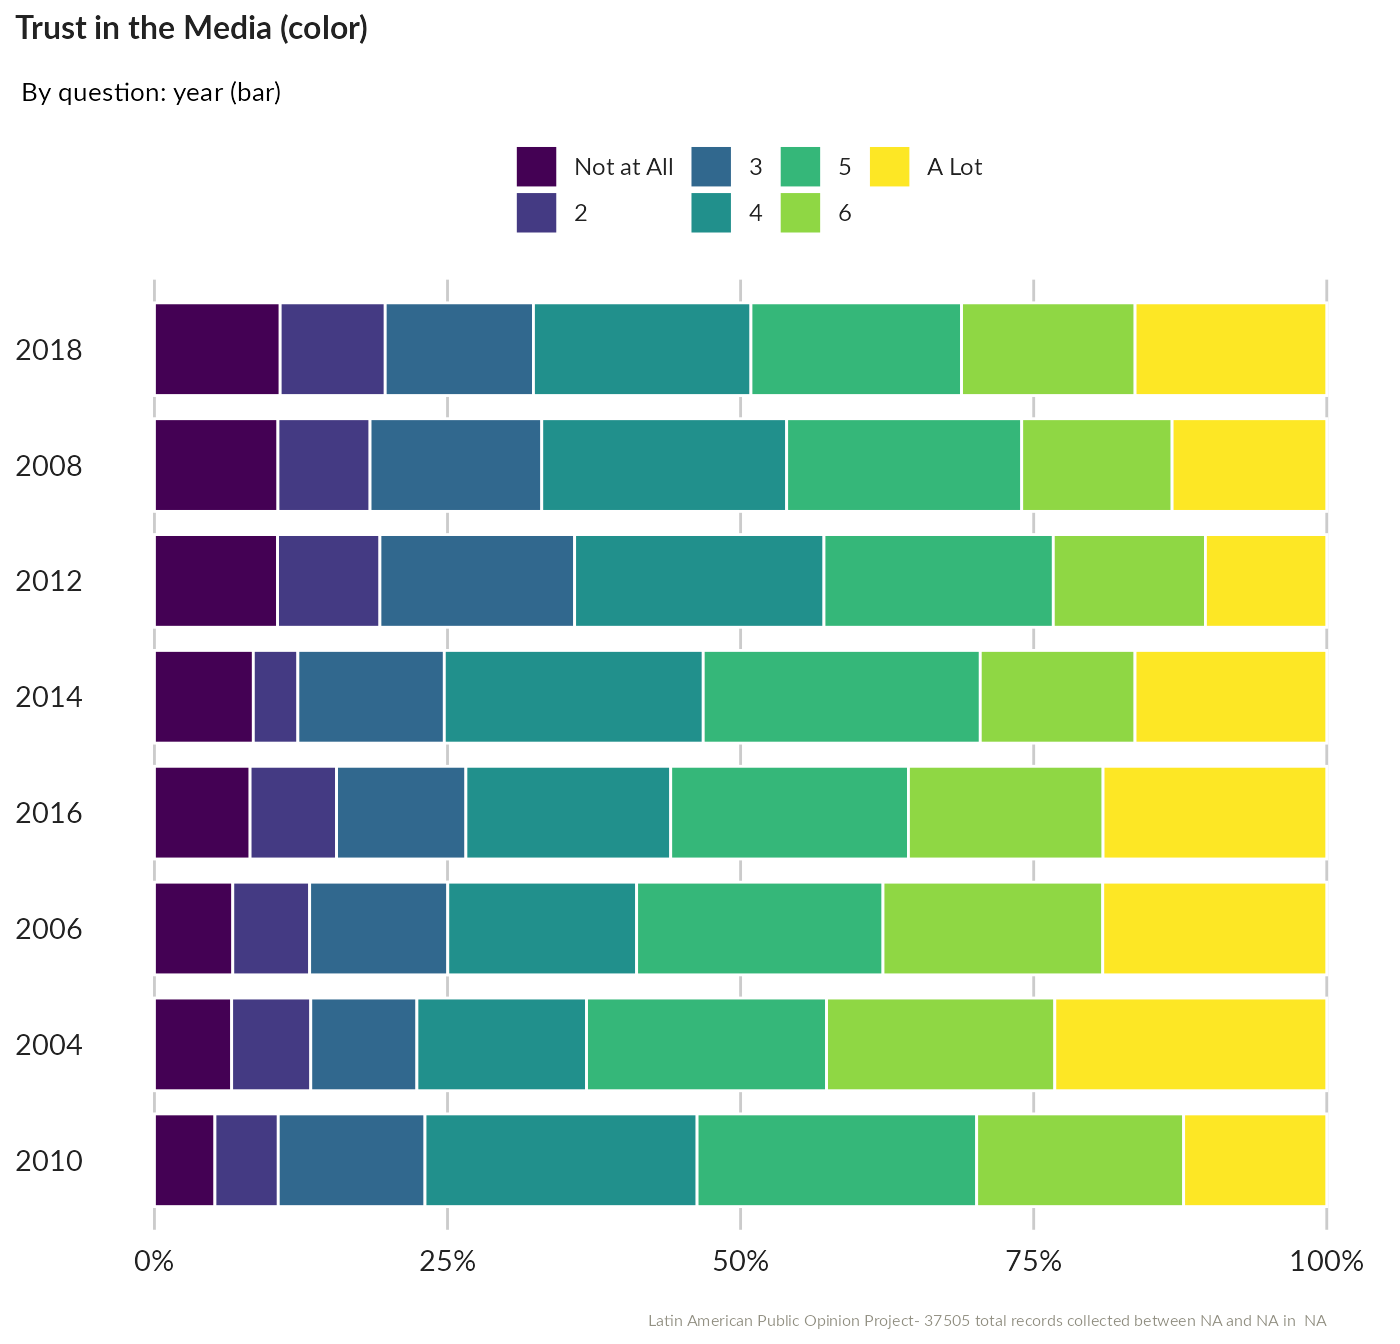 Trust in the Media (color)
By question: year (bar)
Not at All 3 5 A Lot
2 4 6
2018
2008
2012
2014
2016
2006
2004
2010
0% 25% 50% 75% 100%
Latin American Public Opinion Project- 37505 total records collected between NA and NA in  NA